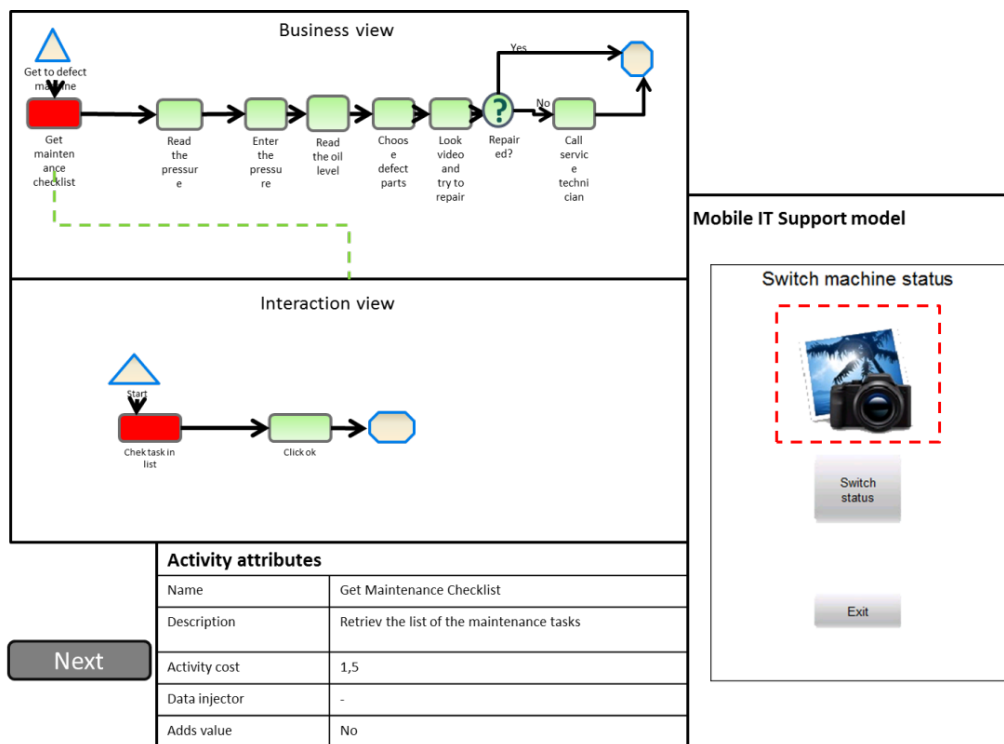 Business view
Get to defect
machine
Yes
No
Get
mainten
ance
checklist
Read
the
pressur
e
Enter
the
pressu
re
Read
the oil
level
Choos
e
defect
parts
Look
video
and
try to
repair
?
Repair
ed?
Call
servic
e
techni
cian
Interaction view
Start
Chek task in
list
Click ok
Mobile IT Support model
Switch machine status
Switch
status
Exit
Next
Activity attributes
Name
Get Maintenance Checklist
Description
Retriev the list of the maintenance tasks
Activity cost
1,5
Data injector
-
Adds value
No